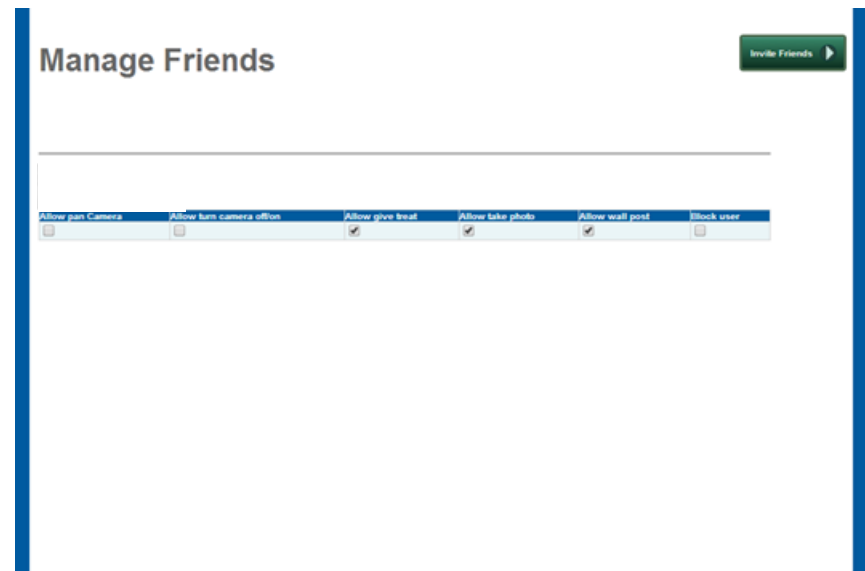 Manage Friends
Invite Friends
Allow pan Camera Allow turn camera off/on Allow give treat Allow take photo Allow wall post Block user